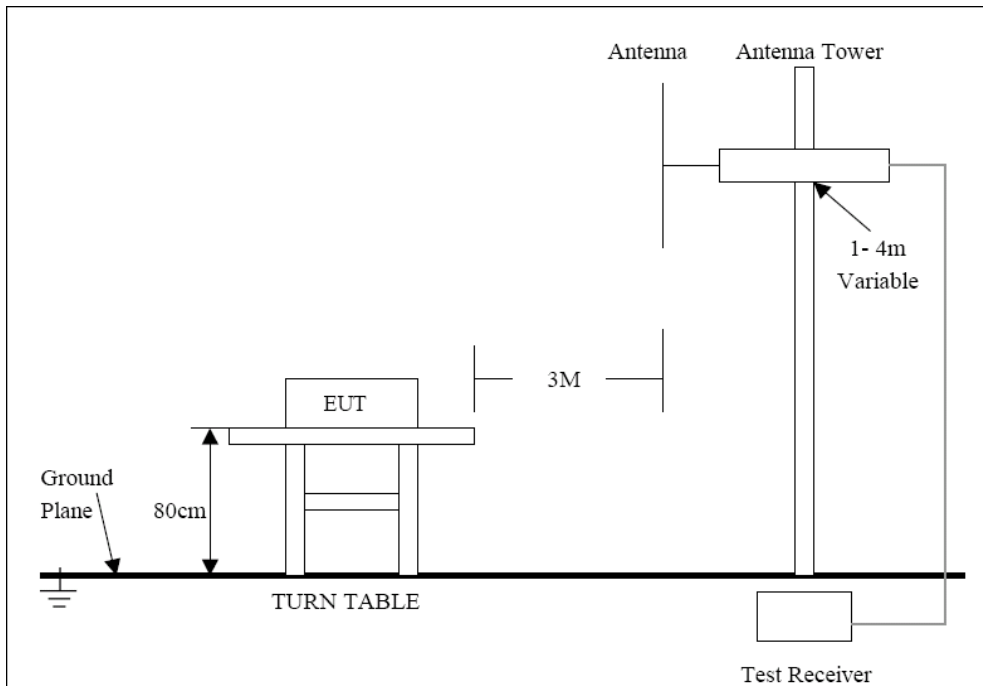 Antenna
Antenna Tower
1- 4m
Variable
3M
EUT
Ground
Plane
80cm
TURN TABLE
Test Receiver